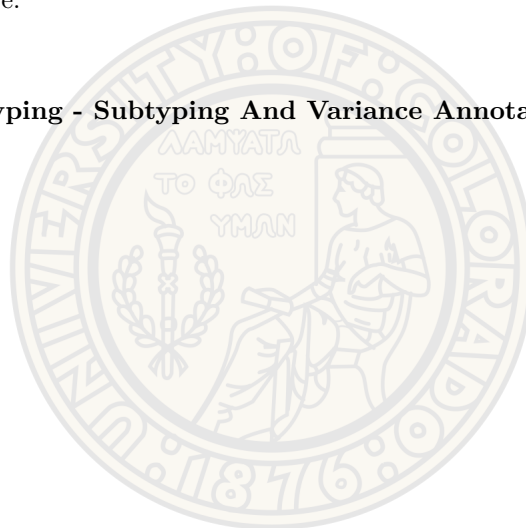 e.
yping - Subtyping And Variance Annota
UNIVERSITY·OF·COLORADO
ΛΑΜΨΑΤΩ
ΤΟ ΦΩΣ
ΥΜΩΝ
·1876·